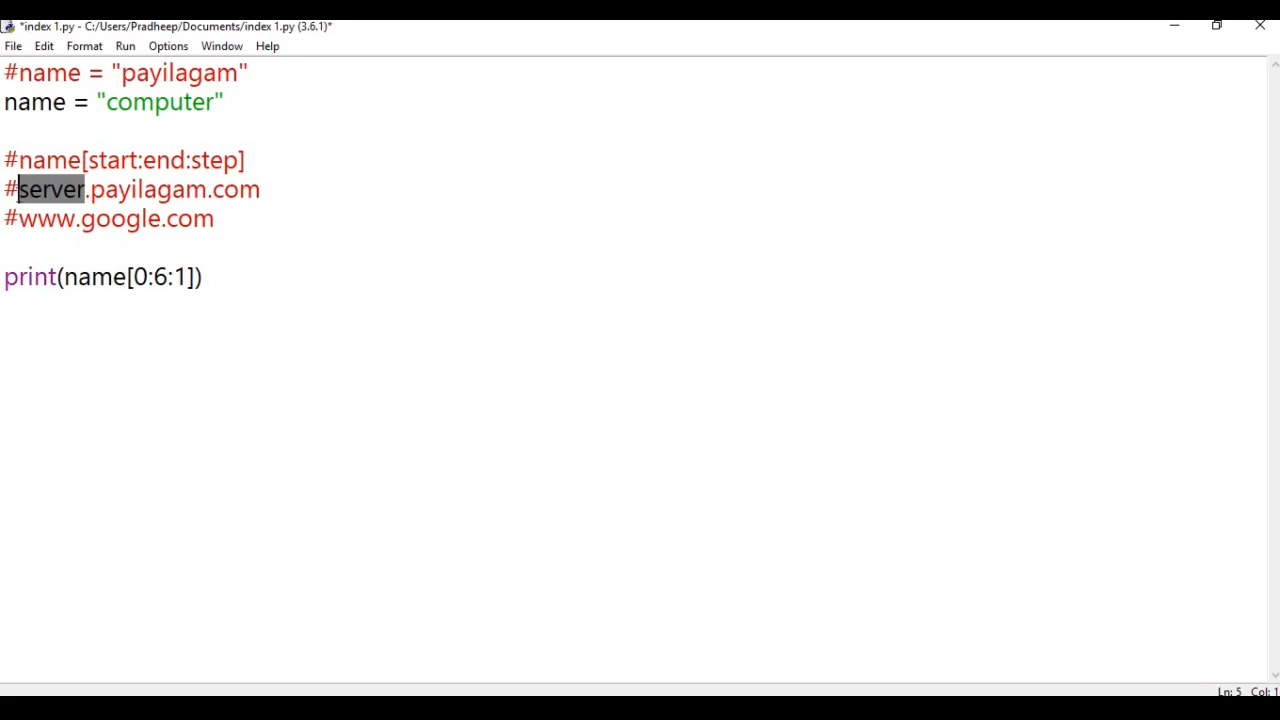 *index 1.py - C:/Users/Pradheep/Documents/index 1.py (3.6.1)*
File Edit Format Run Options Window Help
#name = "payilagam"
name = "computer"
#name[start:end:step]
#server.payilagam.com
#www.google.com
print(name[0:6:1])
Ln: 5 Col: 1